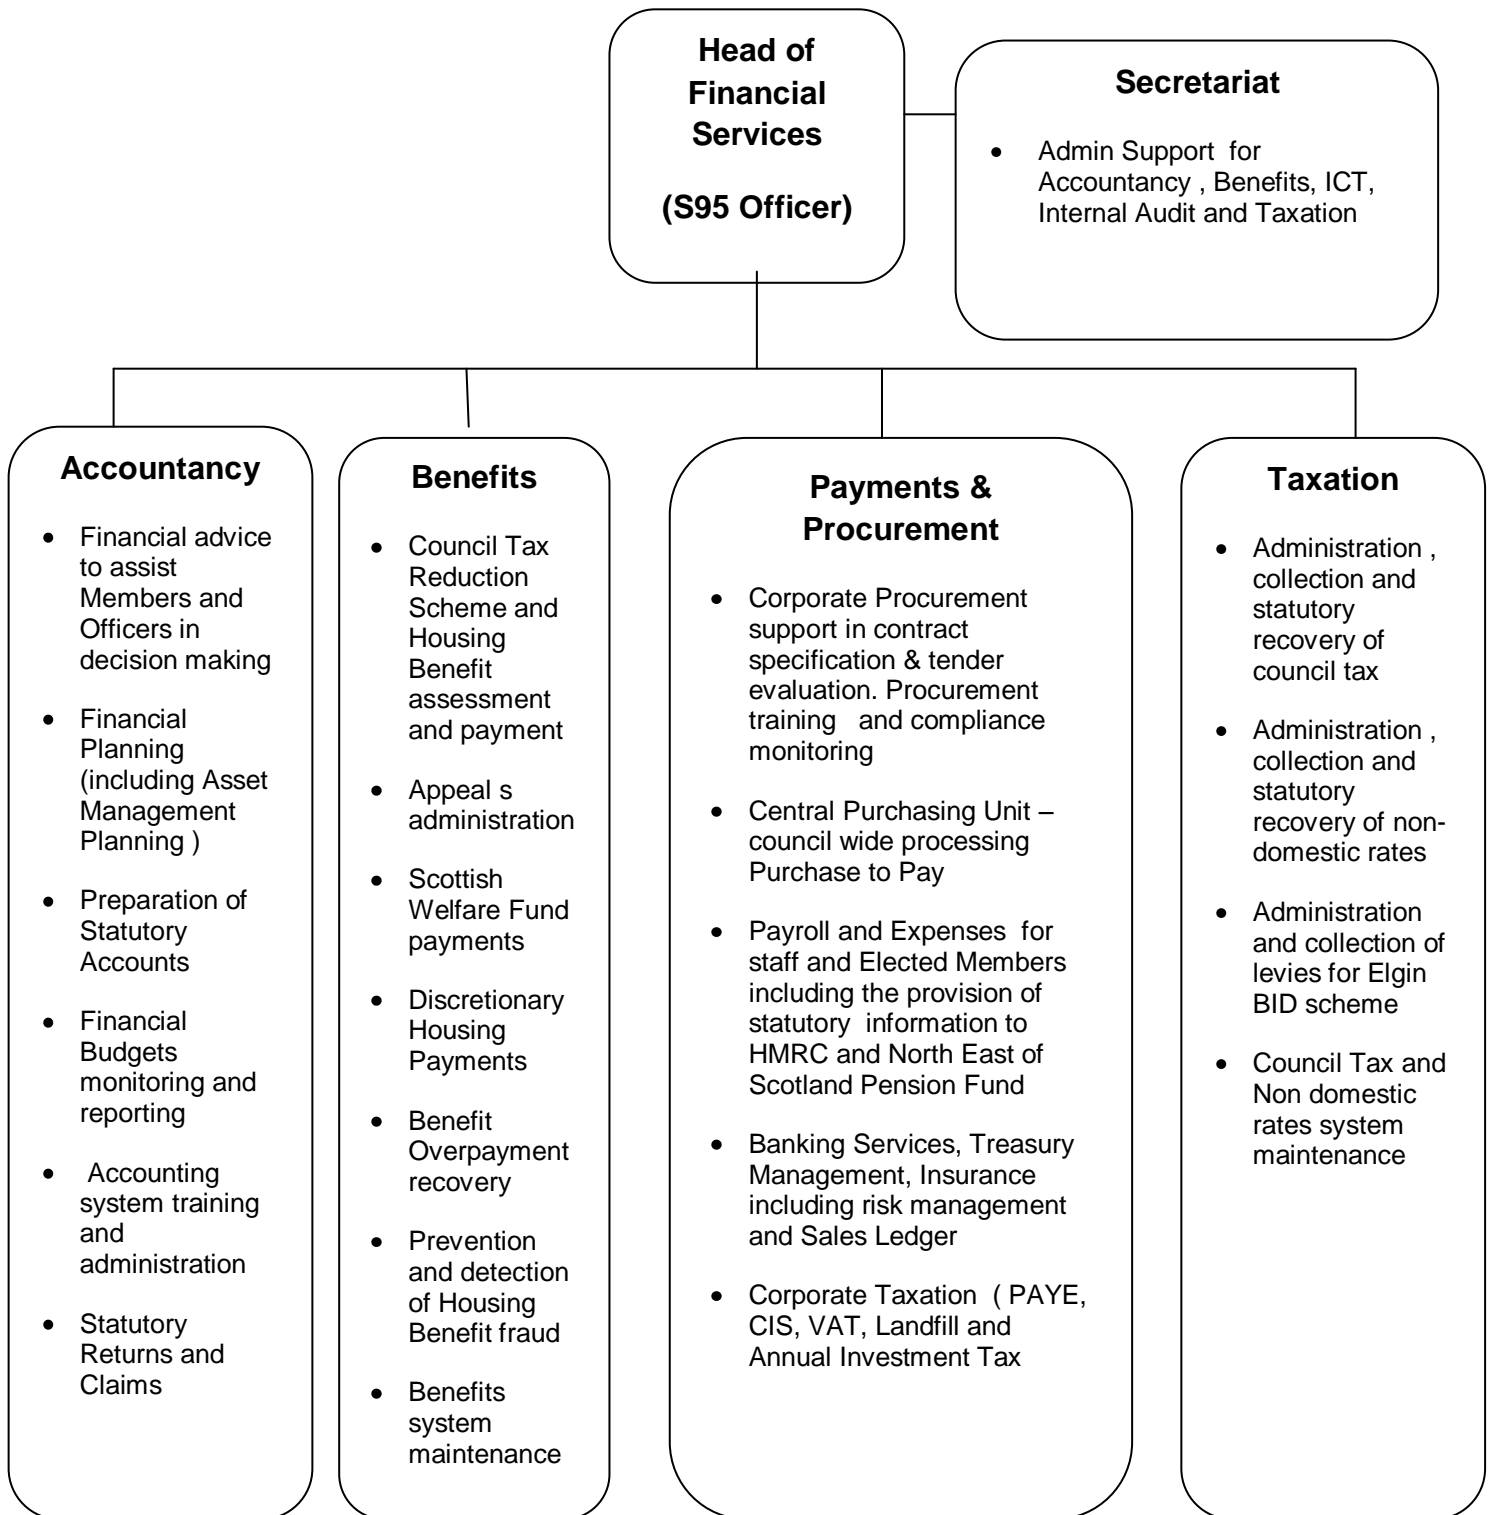 Head of
Financial
Services
(S95 Officer)
Secretariat
• Admin Support for
Accountancy , Benefits, ICT,
Internal Audit and Taxation
Accountancy
• Financial advice
to assist
Members and
Officers in
decision making
• Financial
Planning
(including Asset
Management
Planning )
• Preparation of
Statutory
Accounts
• Financial
Budgets
monitoring and
reporting
• Accounting
system training
and
administration
• Statutory
Returns and
Claims
Benefits
• Council Tax
Reduction
Scheme and
Housing
Benefit
assessment
and payment
• Appeal s
administration
• Scottish
Welfare Fund
payments
• Discretionary
Housing
Payments
• Benefit
Overpayment
recovery
• Prevention
and detection
of Housing
Benefit fraud
• Benefits
system
maintenance
Payments &
Procurement
• Corporate Procurement
support in contract
specification & tender
evaluation. Procurement
training and compliance
monitoring
• Central Purchasing Unit –
council wide processing
Purchase to Pay
• Payroll and Expenses for
staff and Elected Members
including the provision of
statutory information to
HMRC and North East of
Scotland Pension Fund
• Banking Services, Treasury
Management, Insurance
including risk management
and Sales Ledger
• Corporate Taxation ( PAYE,
CIS, VAT, Landfill and
Annual Investment Tax
Taxation
• Administration ,
collection and
statutory
recovery of
council tax
• Administration ,
collection and
statutory
recovery of non-
domestic rates
• Administration
and collection of
levies for Elgin
BID scheme
• Council Tax and
Non domestic
rates system
maintenance